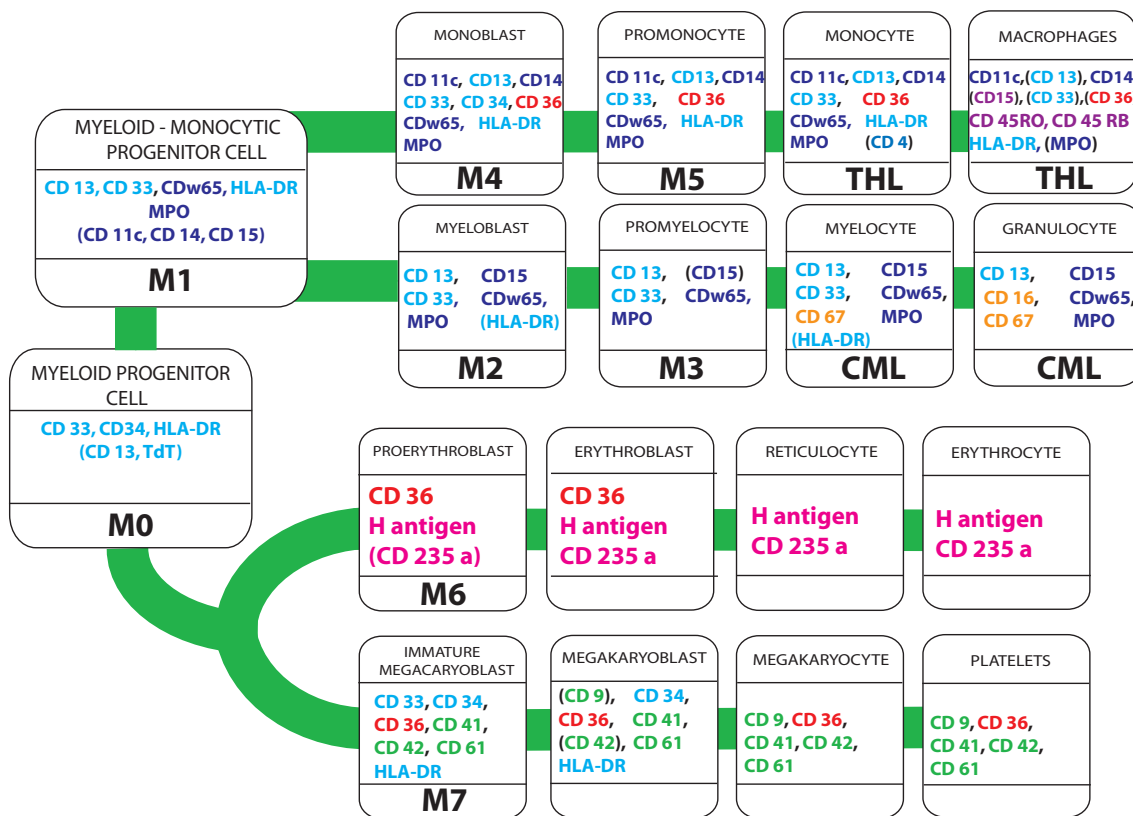 MYELOID - MONOCYTIC
PROGENITOR CELL
CD 13, CD 33, CDw65, HLA-DR
MPO
(CD 11c, CD 14, CD 15)
M1
MYELOID PROGENITOR
CELL
CD 33, CD34, HLA-DR
(CD 13, TdT)
M0
MONOBLAST
CD 11c, CD13, CD14
CD 33, CD 34, CD 36
CDw65, HLA-DR
MPO
M4
PROMONOCYTE
CD 11c, CD13, CD14
CD 33, CD 36
CDw65, HLA-DR
MPO
M5
MONOCYTE
CD 11c, CD13, CD14
CD 33, CD 36
CDw65, HLA-DR
MPO (CD 4)
THL
MACROPHAGES
CD11c, (CD 13), CD14
(CD15), (CD 33), (CD 36
CD 45RO, CD 45 RB
HLA-DR, (MPO)
THL
MYELOBLAST
CD 13, CD15
CD 33, CDw65,
MPO (HLA-DR)
M2
PROMYELOCYTE
CD 13, (CD15)
CD 33, CDw65,
MPO
M3
MYELOCYTE
CD 13, CD15
CD 33, CDw65,
CD 67 MPO
(HLA-DR)
CML
GRANULOCYTE
CD 13, CD15
CD 16, CDw65,
CD 67 MPO
CML
PROERYTHROBLAST
CD 36
H antigen
(CD 235 a)
M6
ERYTHROBLAST
CD 36
H antigen
CD 235 a
RETICULOCYTE
H antigen
CD 235 a
ERYTHROCYTE
H antigen
CD 235 a
IMMATURE
MEGACARYOBLAST
CD 33, CD 34,
CD 36, CD 41,
CD 42, CD 61
HLA-DR
M7
MEGAKARYOBLAST
(CD 9), CD 34,
CD 36, CD 41,
(CD 42), CD 61
HLA-DR
MEGAKARYOCYTE
CD 9, CD 36,
CD 41, CD 42,
CD 61
PLATELETS
CD 9, CD 36,
CD 41, CD 42,
CD 61